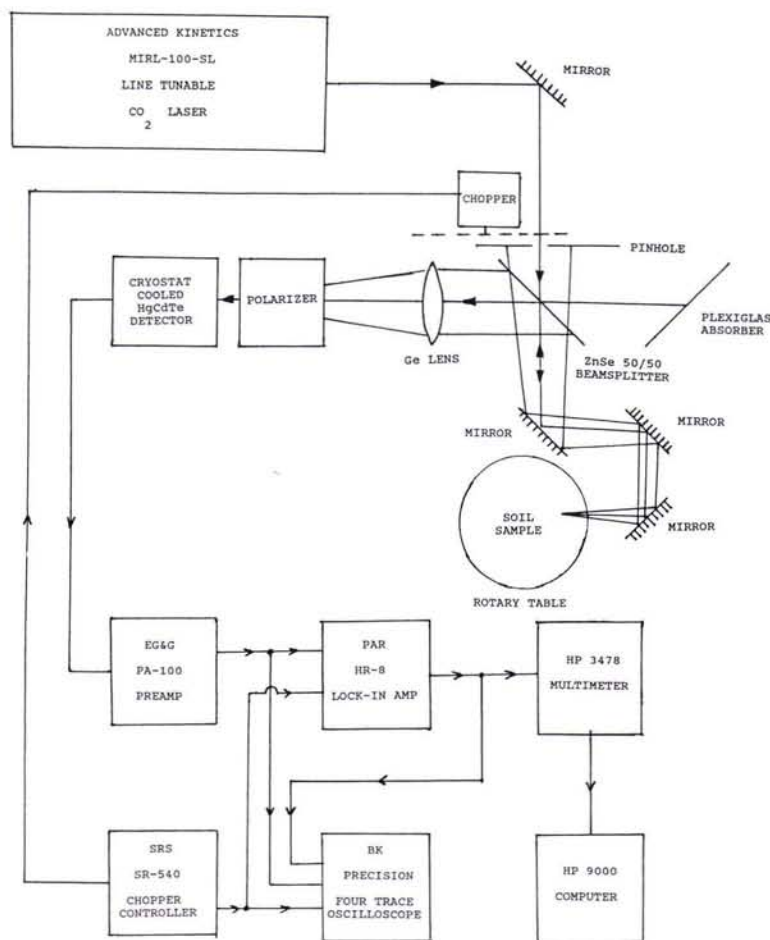 ADVANCED KINETICS
MIRL-100-SL
LINE TUNABLE
CO2 LASER
MIRROR
CHOPPER
PINHOLE
CRYOSTAT
COOLED
HgCdTe
DETECTOR
POLARIZER
Ge LENS
PLEXIGLAS
ABSORBER
ZnSe 50/50
BEAMSPLITTER
MIRROR
MIRROR
SOIL
SAMPLE
MIRROR
ROTARY TABLE
EG&G
PA-100
PREAMP
PAR
HR-8
LOCK-IN AMP
HP 3478
MULTIMETER
SRS
SR-540
CHOPPER
CONTROLLER
BK
PRECISION
FOUR TRACE
OSCILLOSCOPE
HP 9000
COMPUTER